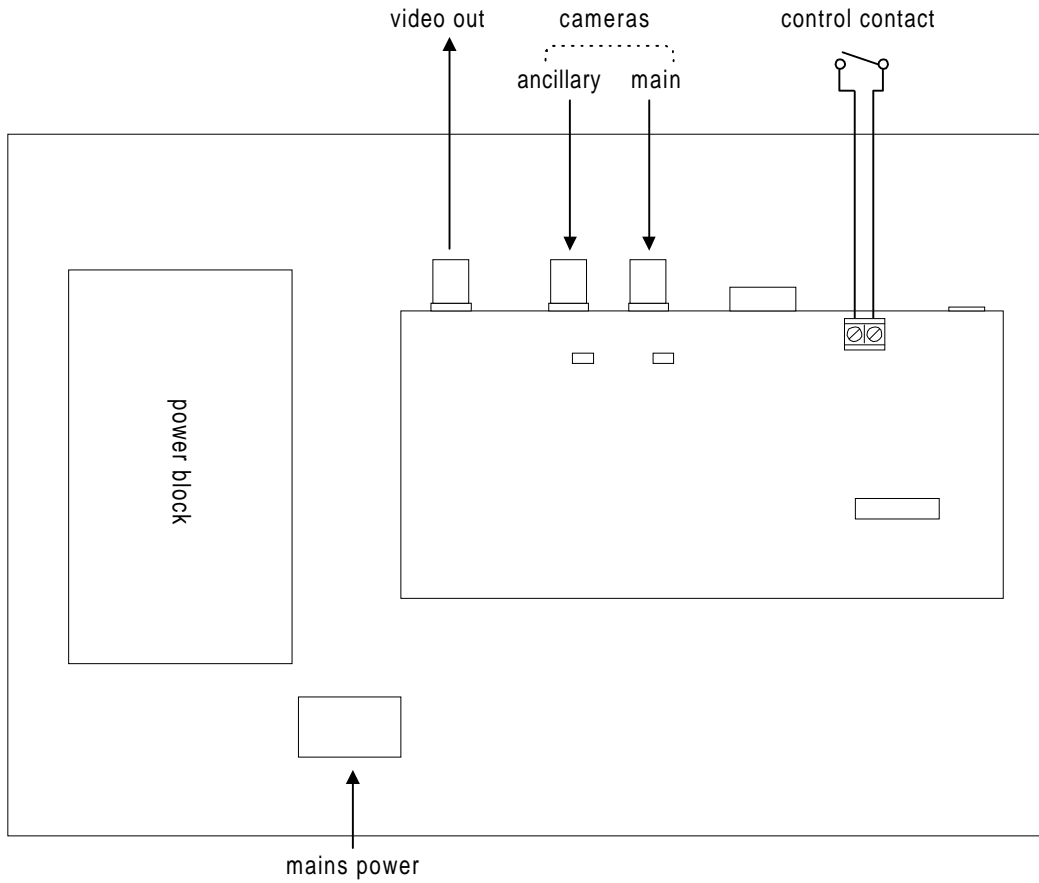 video out
cameras
control contact
ancillary
main
power block
mains power